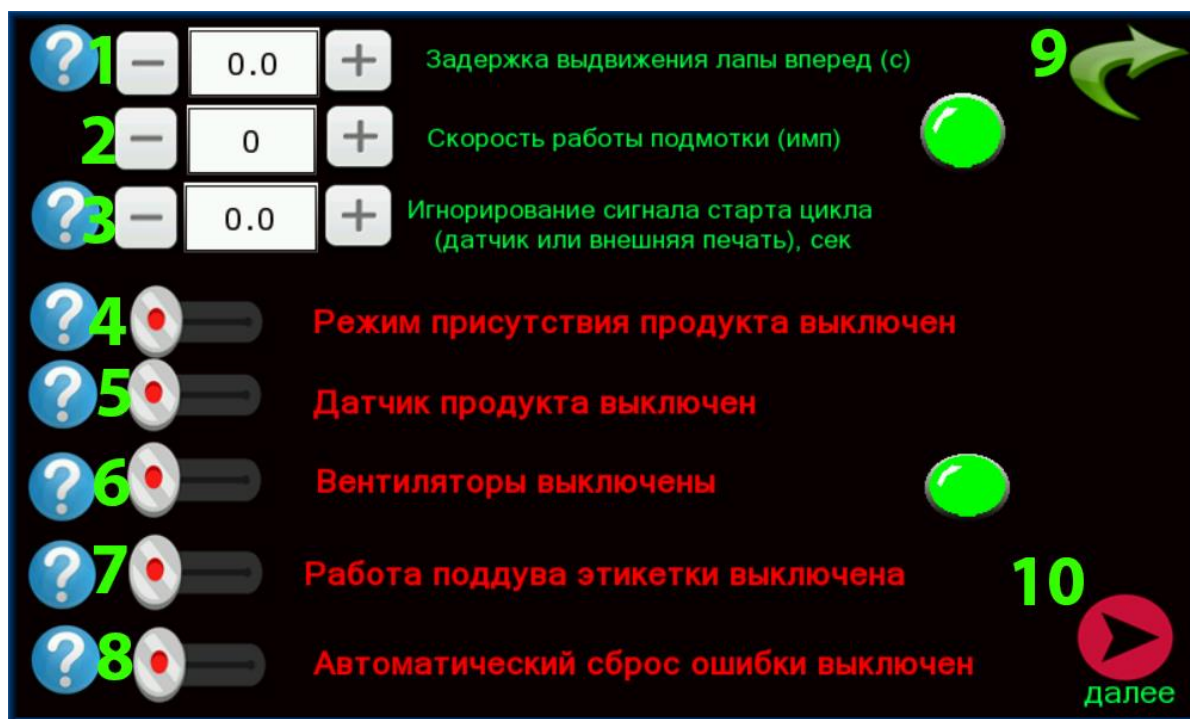 ? 1 − 0.0 + Задержка выдвижения лапы вперед (с) 9
2 − 0 + Скорость работы подмотки (имп)
? 3 − 0.0 + Игнорирование сигнала старта цикла
(датчик или внешняя печать), сек
? 4 Режим присутствия продукта выключен
? 5 Датчик продукта выключен
? 6 Вентиляторы выключены
? 7 Работа поддува этикетки выключена 10
? 8 Автоматический сброс ошибки выключен
далее